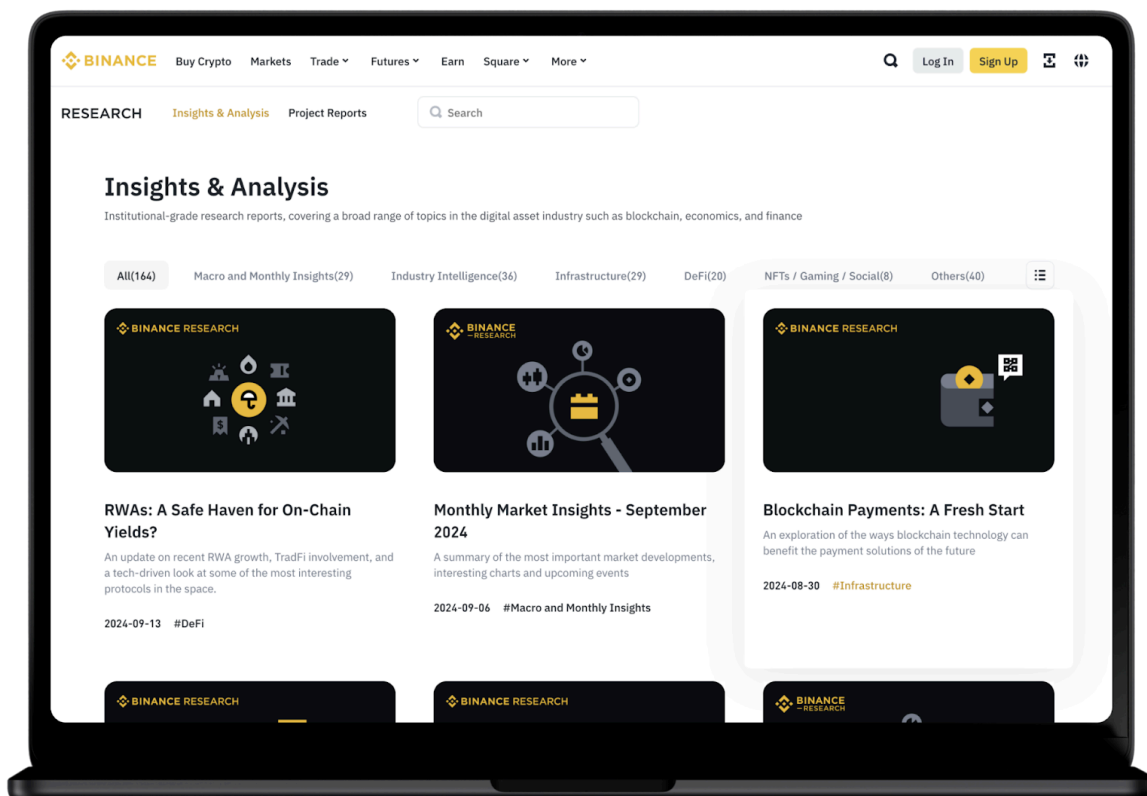 BINANCE Buy Crypto Markets Trade Futures Earn Square More Log In Sign Up
RESEARCH Insights & Analysis Project Reports Search
Insights & Analysis
Institutional-grade research reports, covering a broad range of topics in the digital asset industry such as blockchain, economics, and finance
All(164) Macro and Monthly Insights(29) Industry Intelligence(36) Infrastructure(29) DeFi(20) NFTs / Gaming / Social(8) Others(40)
BINANCE RESEARCH
$
RWAs: A Safe Haven for On-Chain
Yields?
An update on recent RWA growth, TradFi involvement, and
a tech-driven look at some of the most interesting
protocols in the space.
2024-09-13 #DeFi
BINANCE
RESEARCH
Monthly Market Insights - September
2024
A summary of the most important market developments,
interesting charts and upcoming events
2024-09-06 #Macro and Monthly Insights
BINANCE RESEARCH
Blockchain Payments: A Fresh Start
An exploration of the ways blockchain technology can
benefit the payment solutions of the future
2024-08-30 #Infrastructure
BINANCE RESEARCH
BINANCE RESEARCH
BINANCE
RESEARCH